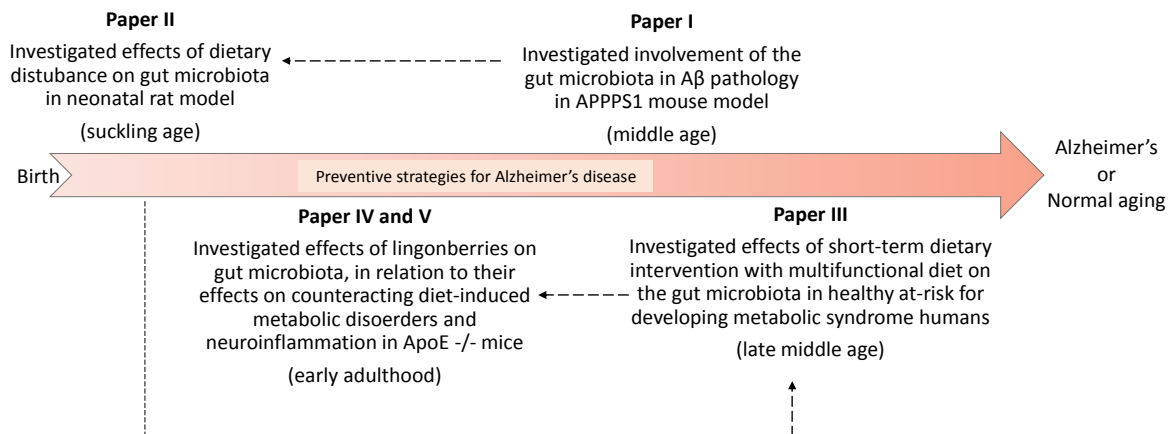 Paper II
Investigated effects of dietary
distubance on gut microbiota
in neonatal rat model
(suckling age)
Paper I
Investigated involvement of the
gut microbiota in Aβ pathology
in APPPS1 mouse model
(middle age)
Birth
Preventive strategies for Alzheimer's disease
Alzheimer's
or
Normal aging
Paper IV and V
Investigated effects of lingonberries on
gut microbiota, in relation to their
effects on counteracting diet-induced
metabolic disoerders and
neuroinflammation in ApoE -/- mice
(early adulthood)
Paper III
Investigated effects of short-term dietary
intervention with multifunctional diet on
the gut microbiota in healthy at-risk for
developing metabolic syndrome humans
(late middle age)